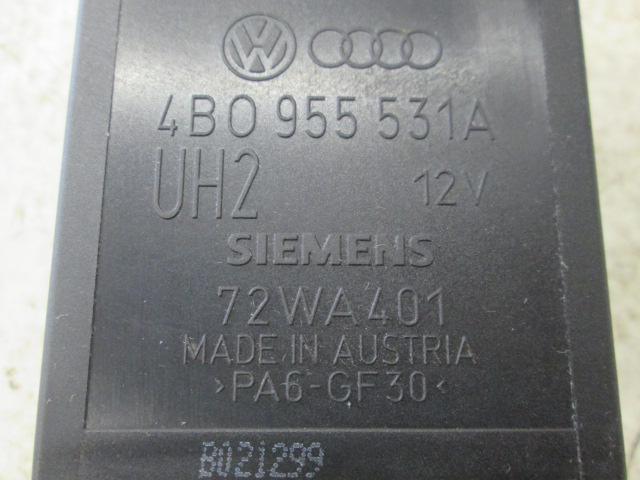 4B0 955 531A
UH2 12V
SIEMENS
72WA401
MADE IN AUSTRIA
>PA6-GF30<
B021299